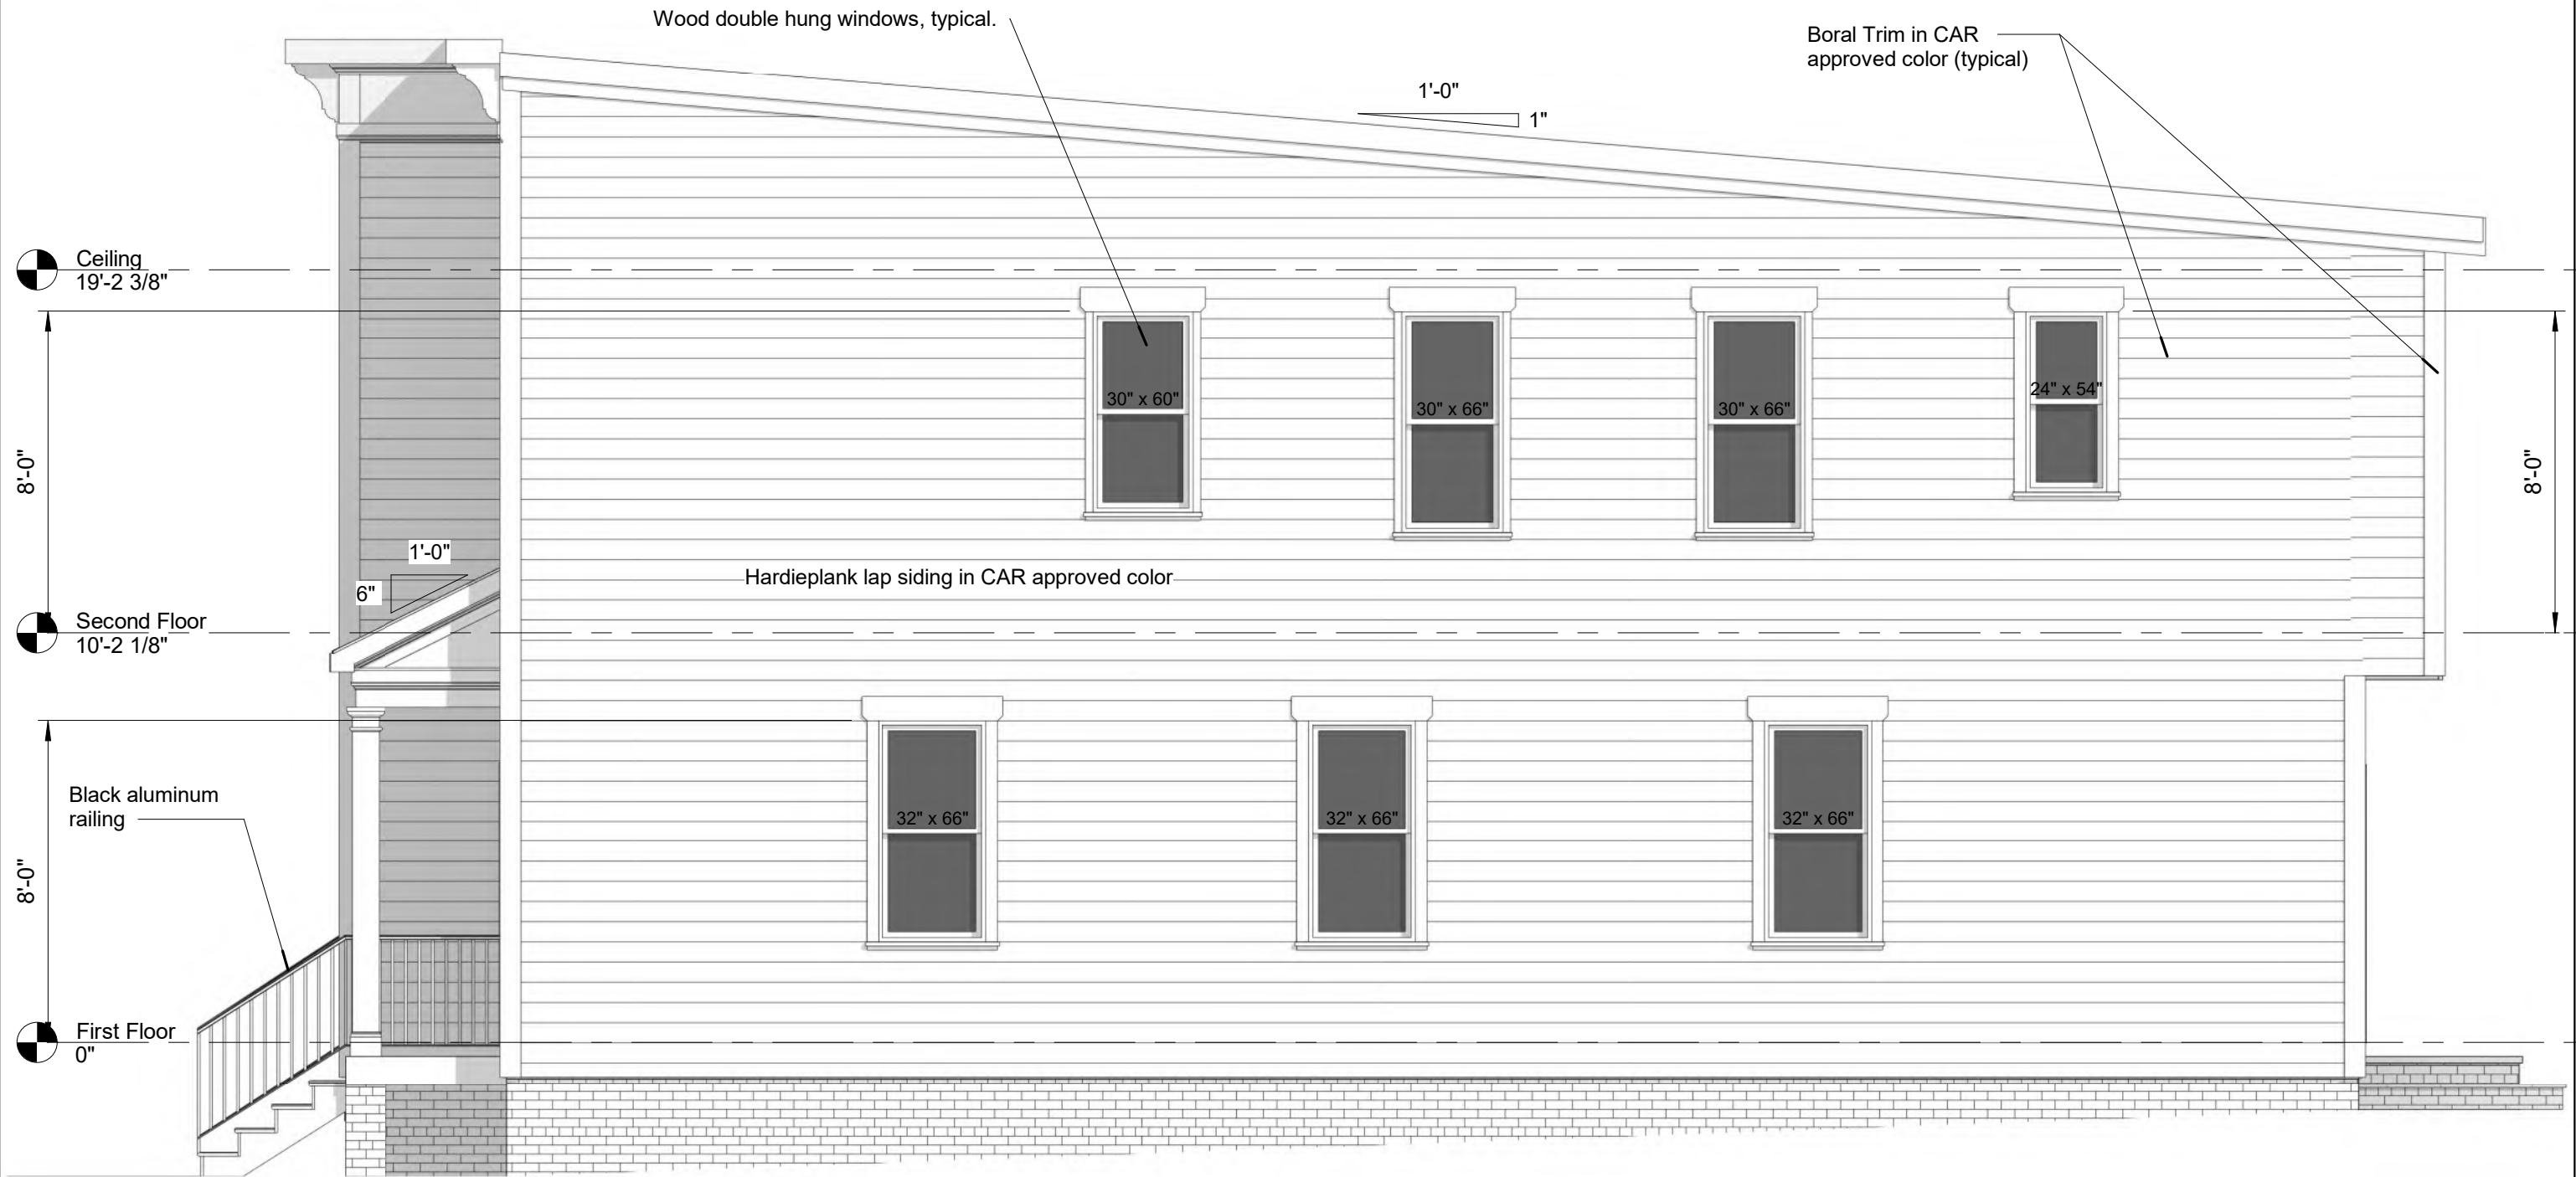 Wood double hung windows, typical.
Boral Trim in CAR
approved color (typical)
1'-0"
1"
Ceiling
19'-2 3/8"
8'-0"
30" x 60"
30" x 66"
30" x 66"
24" x 54"
8'-0"
1'-0"
6"
Hardieplank lap siding in CAR approved color
Second Floor
10'-2 1/8"
Black aluminum
railing
32" x 66"
32" x 66"
32" x 66"
8'-0"
First Floor
0"